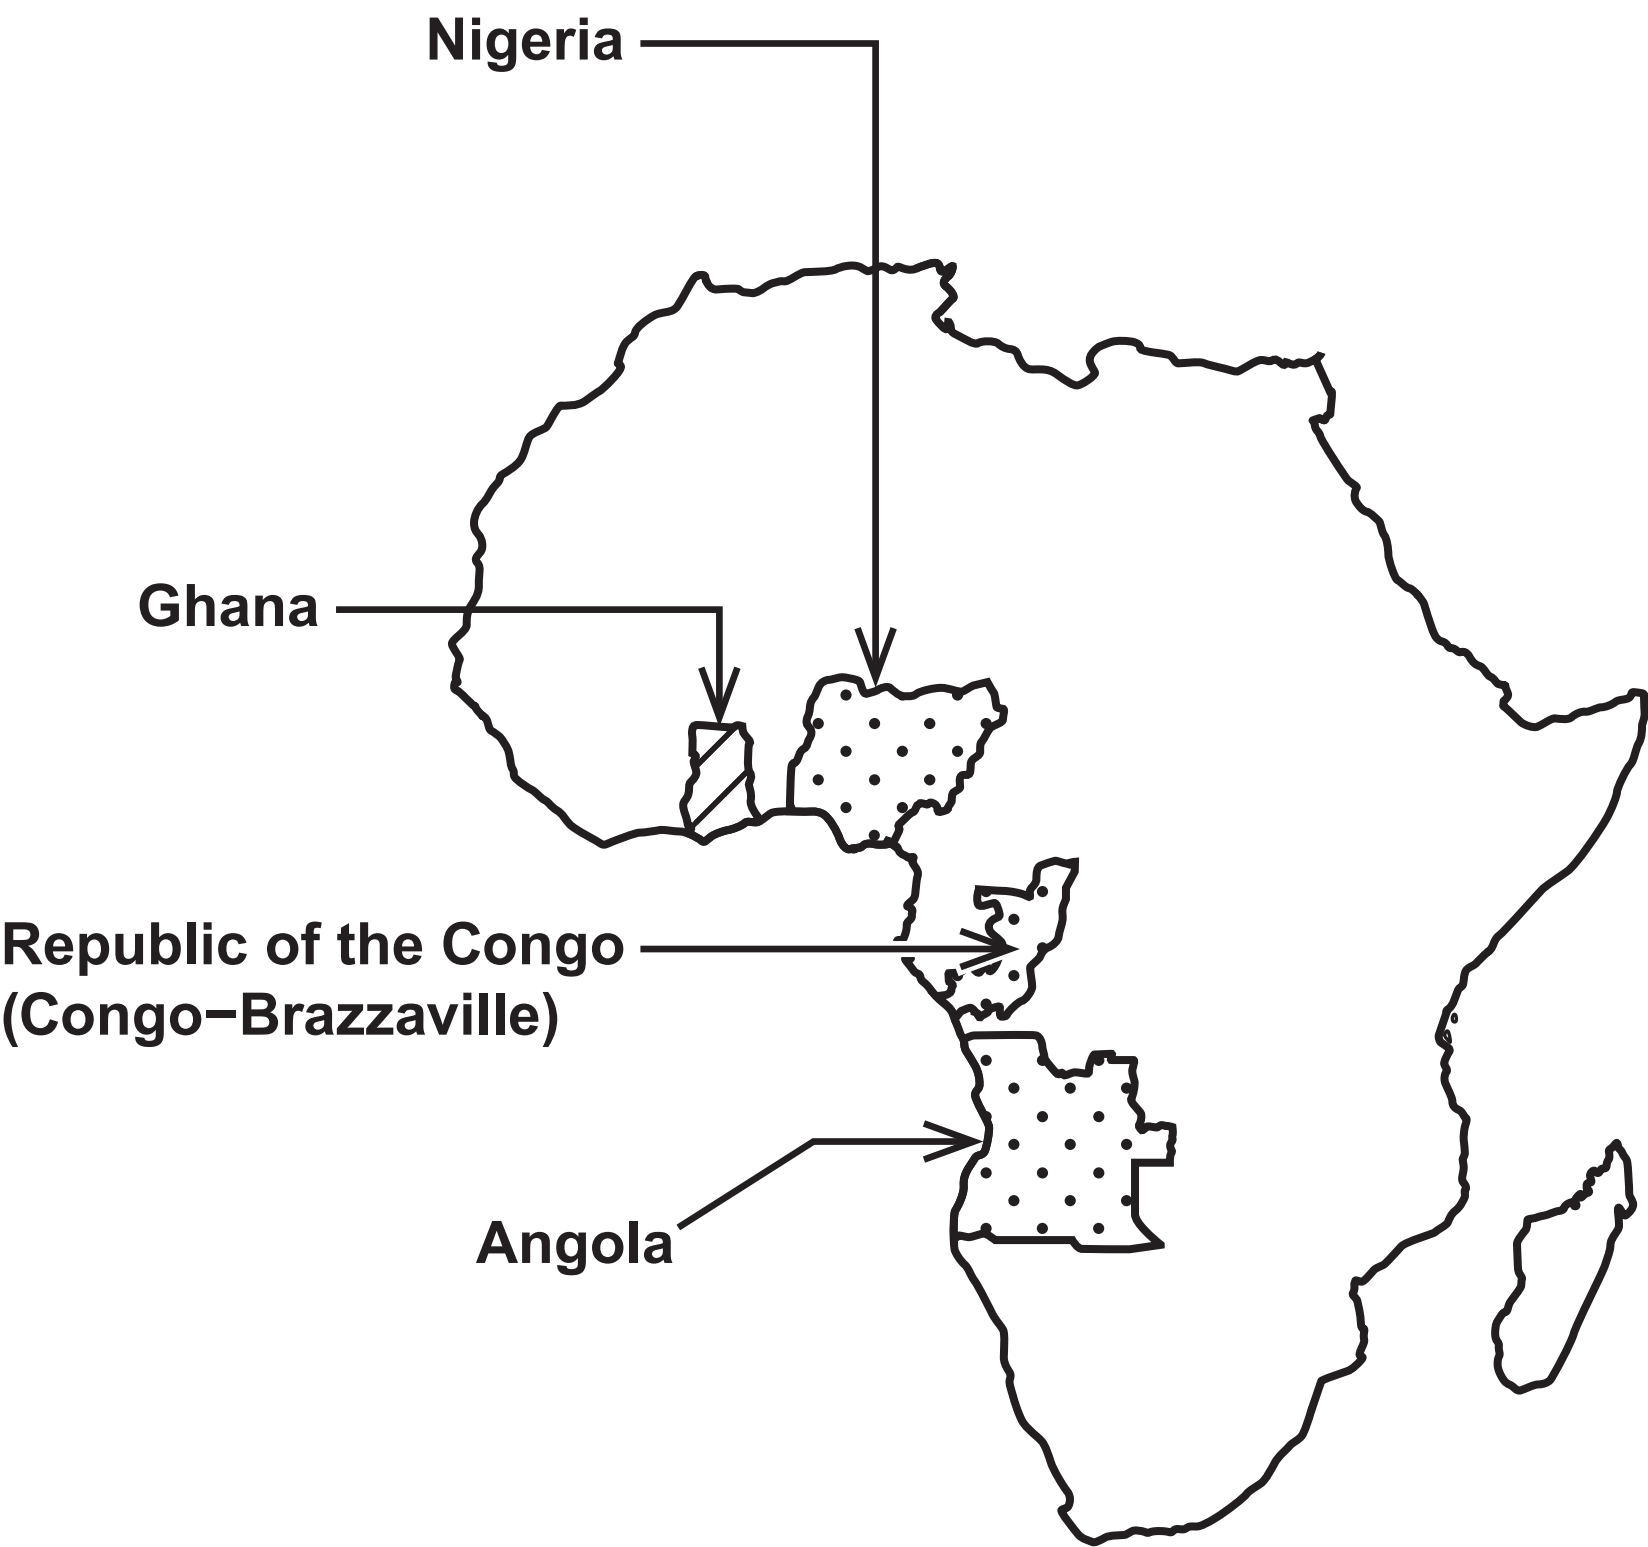 Nigeria
Ghana
Republic of the Congo
(Congo−Brazzaville)
Angola